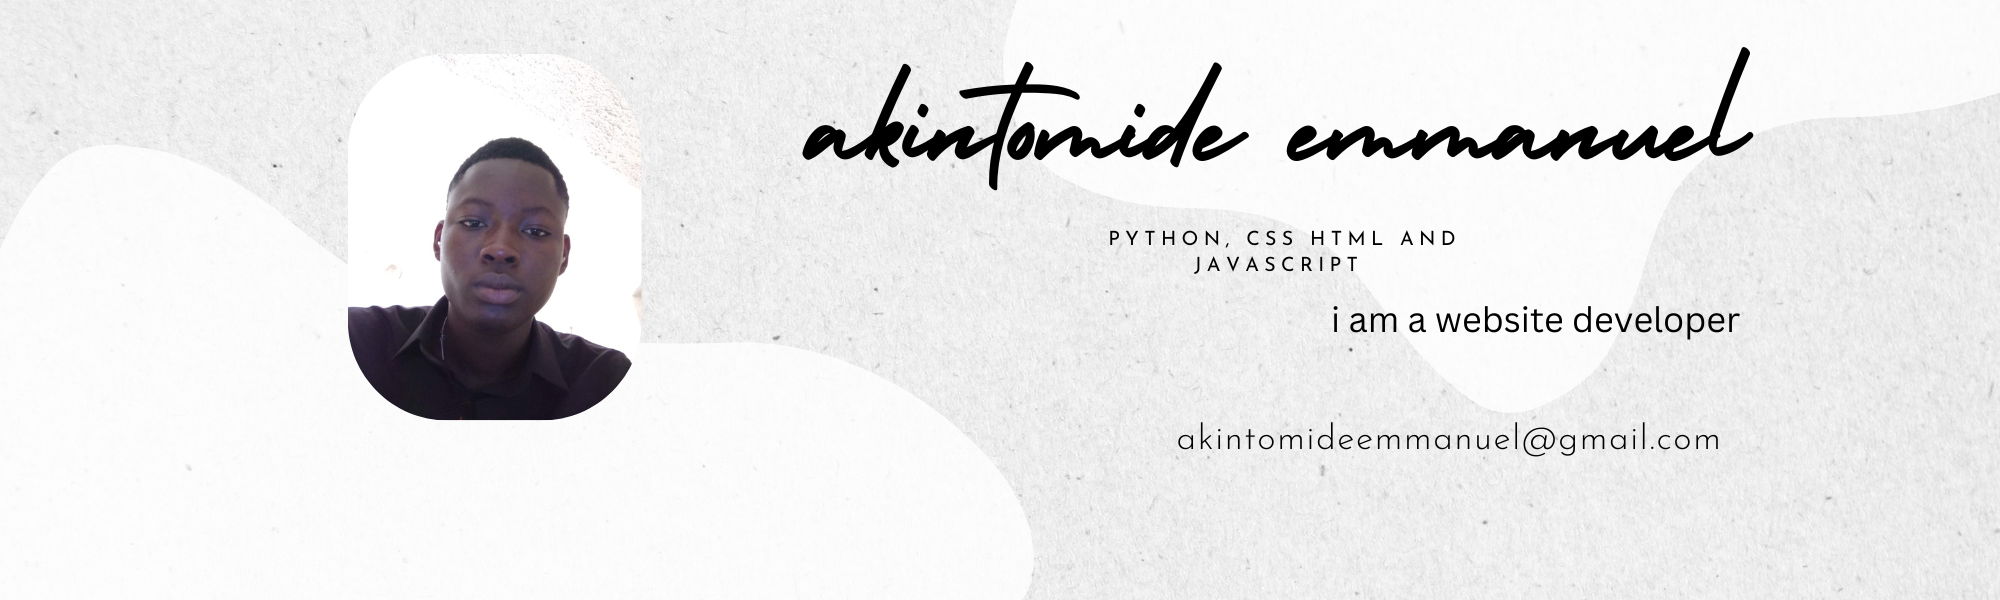 akintomide emmanuel
PYTHON, CSS HTML AND
JAVASCRIPT
i am a website developer
akintomideemmanuel@gmail.com